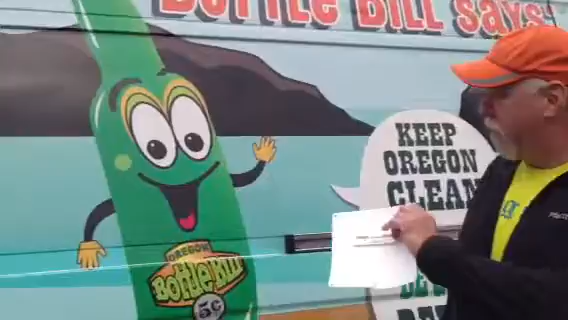 Bottle Bill says
KEEP
OREGON
CLEAN
OREGON
Bottle Bill
5¢